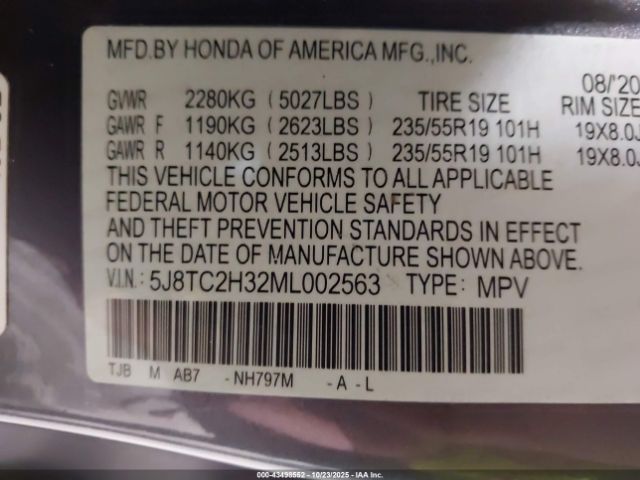 MFD.BY HONDA OF AMERICA MFG.,INC.
08/'20
GVWR 2280KG ( 5027LBS ) TIRE SIZE RIM SIZE
GAWR F 1190KG ( 2623LBS ) 235/55R19 101H 19X8.0J
GAWR R 1140KG ( 2513LBS ) 235/55R19 101H 19X8.0J
THIS VEHICLE CONFORMS TO ALL APPLICABLE
FEDERAL MOTOR VEHICLE SAFETY
AND THEFT PREVENTION STANDARDS IN EFFECT
ON THE DATE OF MANUFACTURE SHOWN ABOVE.
V.I.N.: 5J8TC2H32ML002563 TYPE: MPV
TJB M AB7 - NH797M - A - L
000-43498552 - 10/23/2025 - IAA Inc.